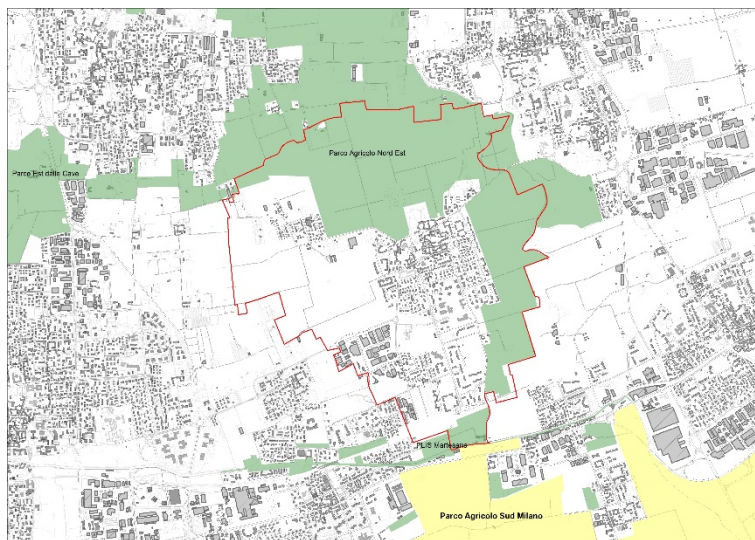 Parco Agricolo Nord Est
Parco Est delle Cave
PLIS Martesana
Parco Agricolo Sud Milano